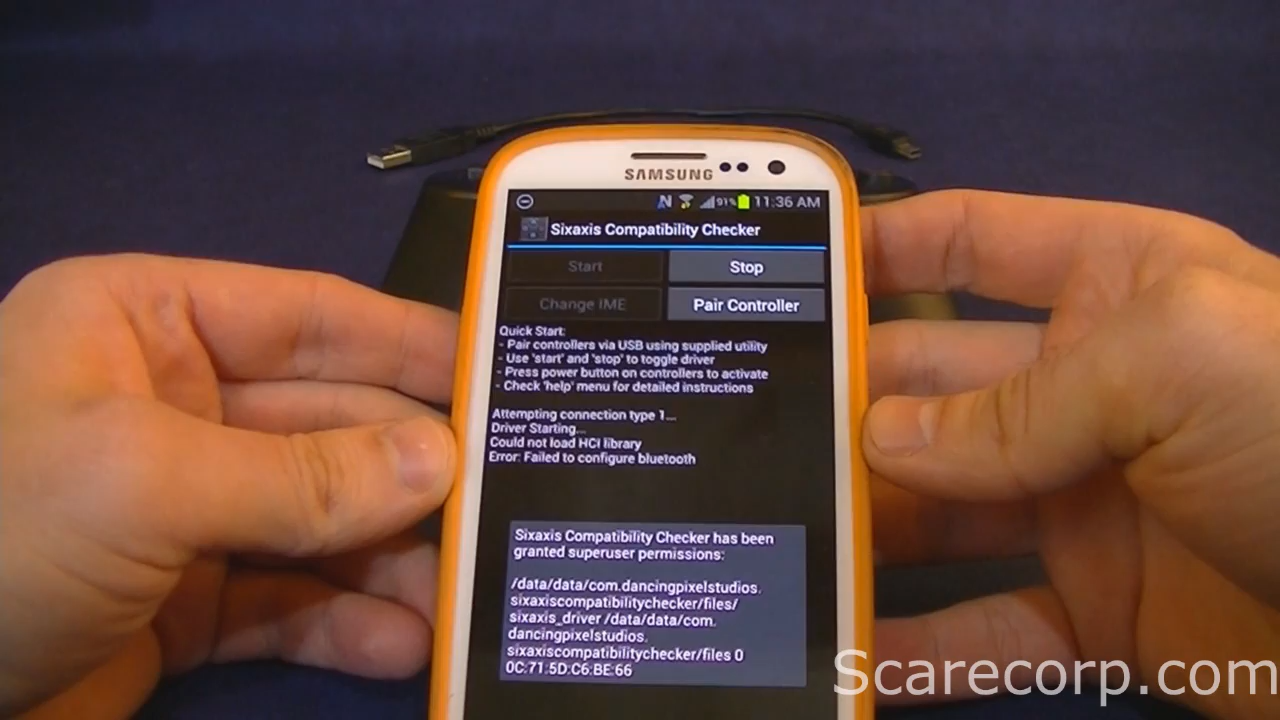 SAMSUNG
N 91% 11:36 AM
Sixaxis Compatibility Checker
Start Stop
Change IME Pair Controller
Quick Start:
- Pair controllers via USB using supplied utility
- Use 'start' and 'stop' to toggle driver
- Press power button on controllers to activate
- Check 'help' menu for detailed instructions
Attempting connection type 1...
Driver Starting...
Could not load HCI library
Error: Failed to configure bluetooth
Sixaxis Compatibility Checker has been
granted superuser permissions:
/data/data/com.dancingpixelstudios.
sixaxiscompatibilitychecker/files/
sixaxis_driver /data/data/com.
dancingpixelstudios.
sixaxiscompatibilitychecker/files 0
0C:71:5D:C6:BE:66
Scarecorp.com